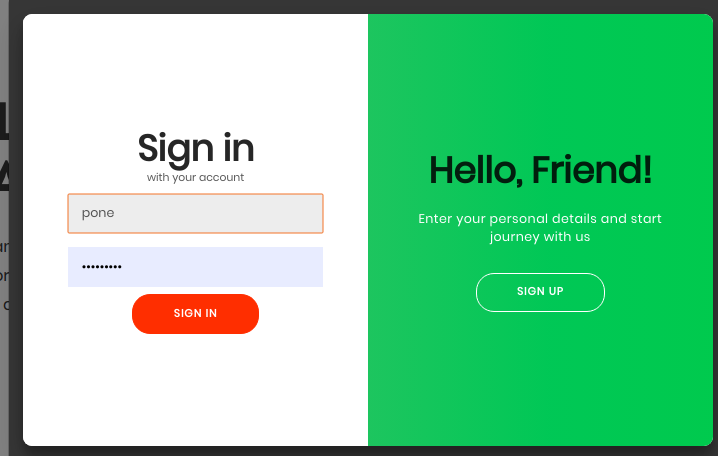 Sign in
with your account
pone
•••••••••
SIGN IN
Hello, Friend!
Enter your personal details and start
journey with us
SIGN UP